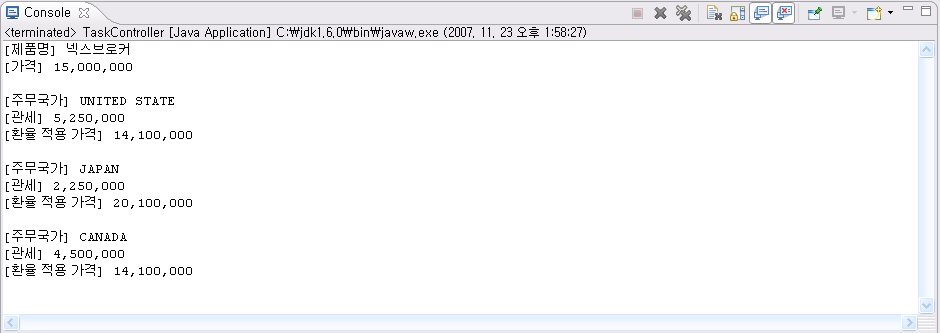 Console
<terminated> TaskController [Java Application] C:₩jdk1.6.0₩bin₩javaw.exe (2007, 11, 23 오후 1:58:27)
[제품명] 넥스브로커
[가격] 15,000,000
[주무국가] UNITED STATE
[관세] 5,250,000
[환율 적용 가격] 14,100,000
[주무국가] JAPAN
[관세] 2,250,000
[환율 적용 가격] 20,100,000
[주무국가] CANADA
[관세] 4,500,000
[환율 적용 가격] 14,100,000